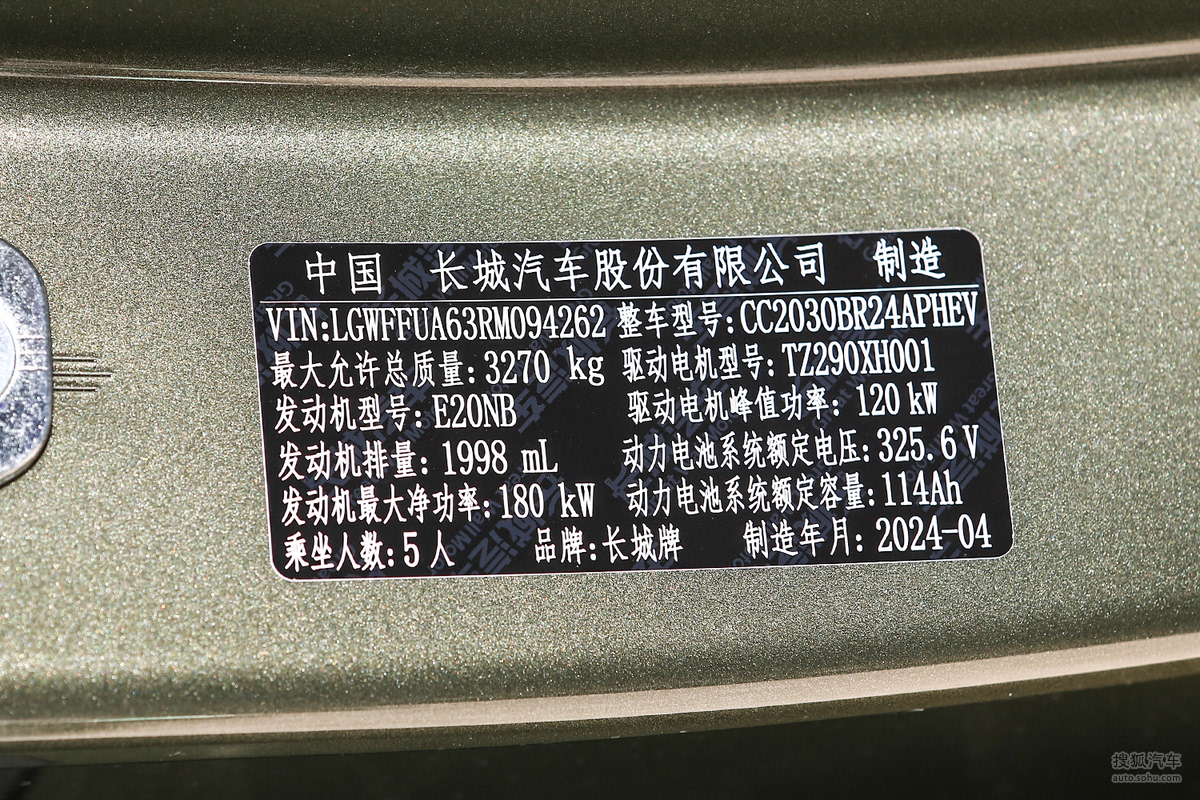 中国 长城汽车股份有限公司 制造
VIN:LGWFFUA63RM094262 整车型号:CC2030BR24APHEV
最大允许总质量:3270 kg 驱动电机型号:TZ290XH001
发动机型号:E20NB 驱动电机峰值功率:120 kW
发动机排量:1998 mL 动力电池系统额定电压:325.6 V
发动机最大净功率:180 kW 动力电池系统额定容量:114Ah
乘坐人数:5人 品牌:长城牌 制造年月:2024-04
搜狐汽车
auto.sohu.com